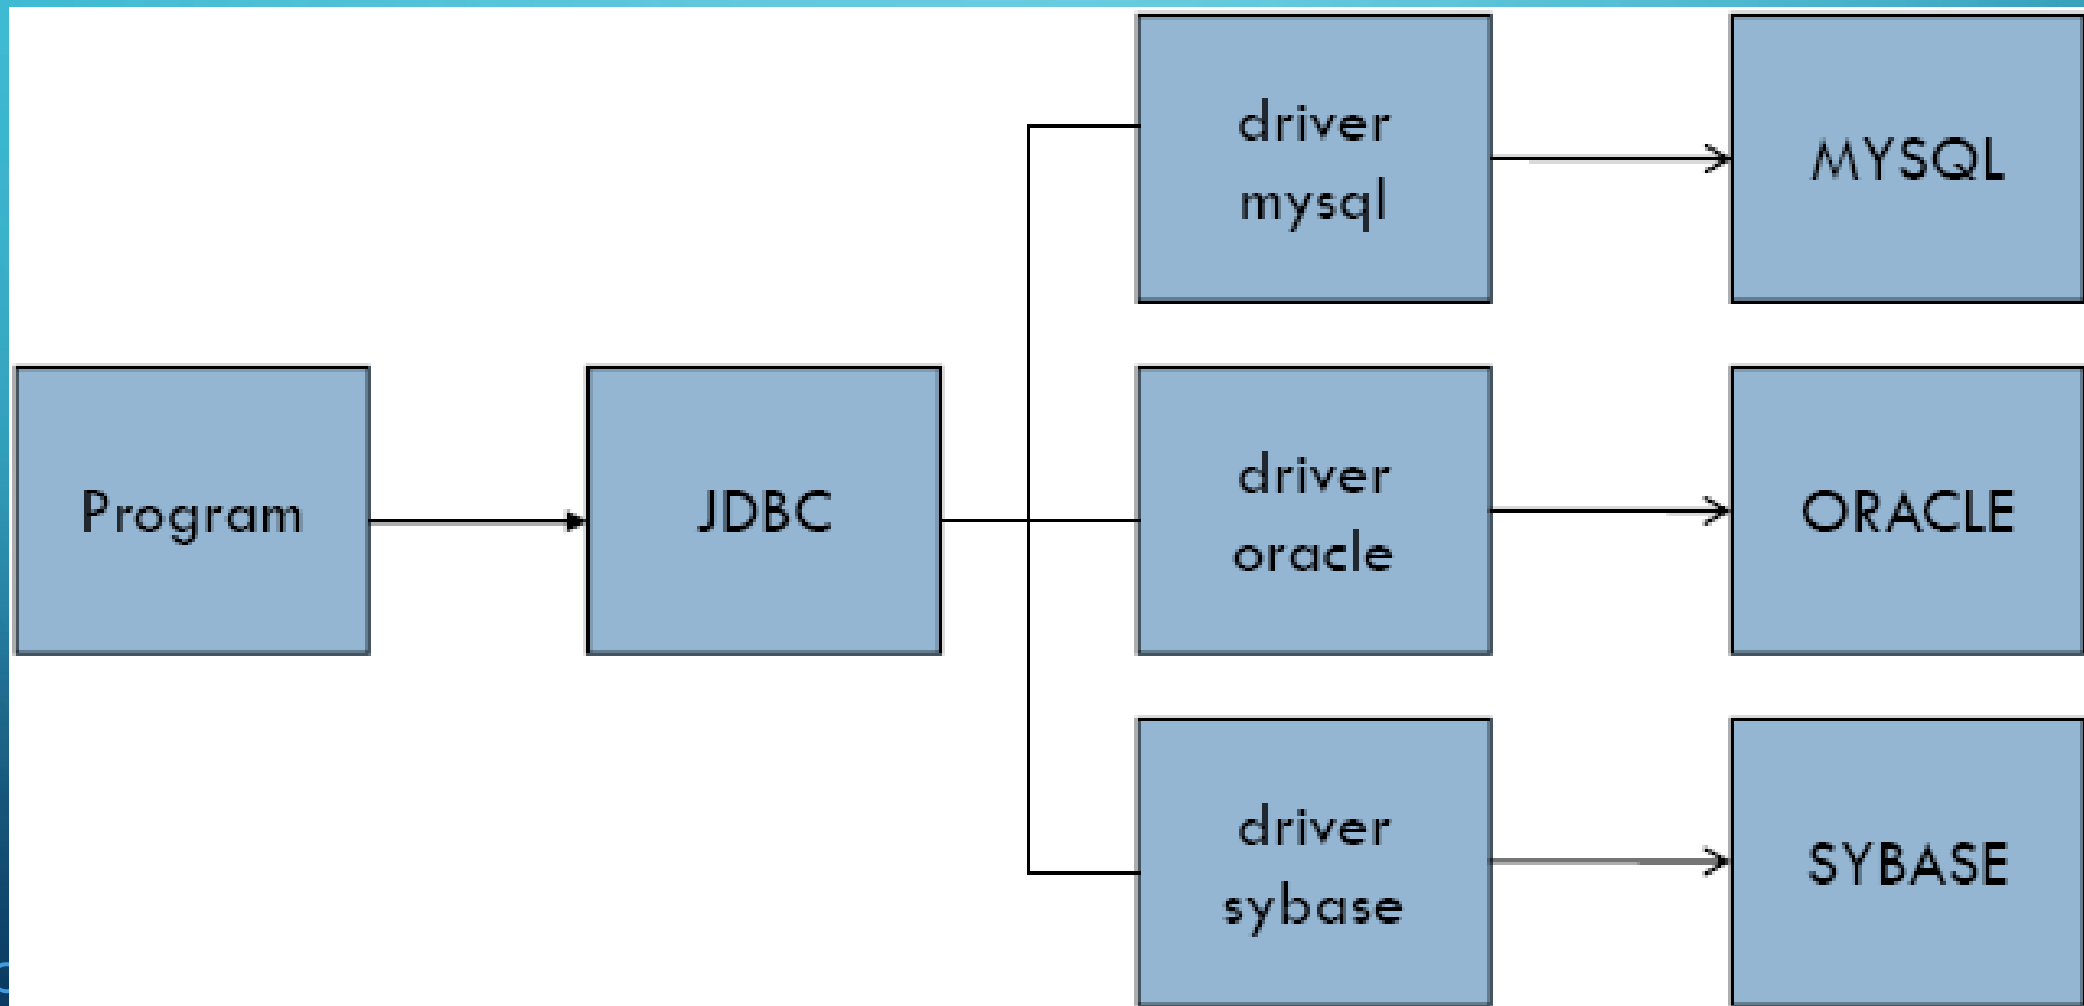 Program
JDBC
driver
mysql
MYSQL
driver
oracle
ORACLE
driver
sybase
SYBASE